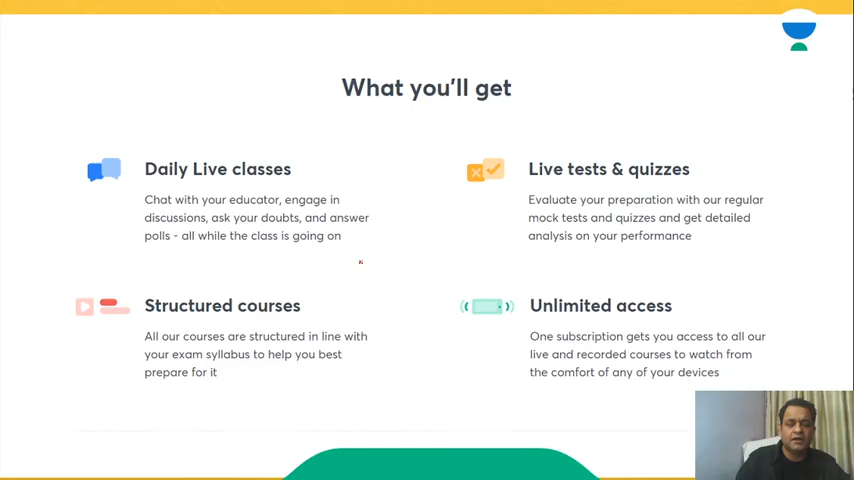 What you'll get
Daily Live classes
Chat with your educator, engage in
discussions, ask your doubts, and answer
polls - all while the class is going on
Live tests & quizzes
Evaluate your preparation with our regular
mock tests and quizzes and get detailed
analysis on your performance
Structured courses
All our courses are structured in line with
your exam syllabus to help you best
prepare for it
Unlimited access
One subscription gets you access to all our
live and recorded courses to watch from
the comfort of any of your devices